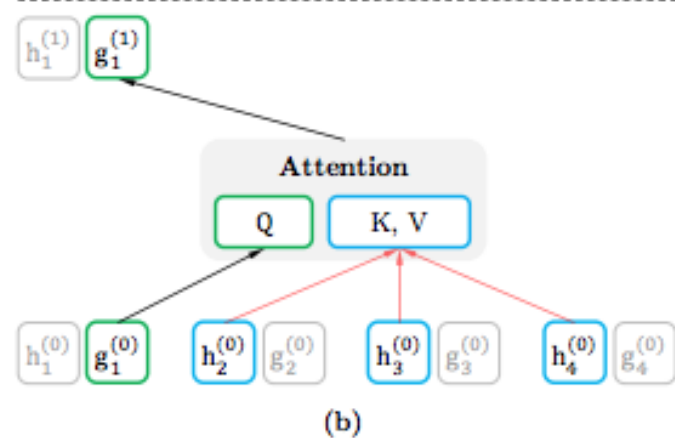 h₁⁽¹⁾ g₁⁽¹⁾
Attention
Q K, V
h₁⁽⁰⁾ g₁⁽⁰⁾ h₂⁽⁰⁾ g₂⁽⁰⁾ h₃⁽⁰⁾ g₃⁽⁰⁾ h₄⁽⁰⁾ g₄⁽⁰⁾
(b)